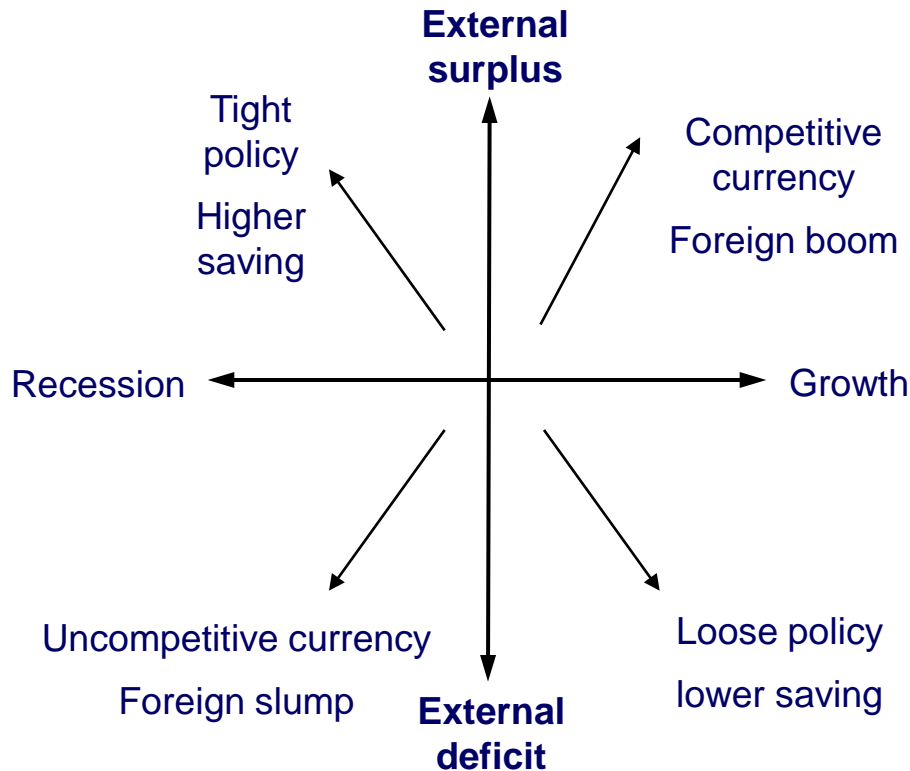 External
surplus
Tight
policy
Higher
saving
Competitive
currency
Foreign boom
Recession
Growth
Uncompetitive currency
Foreign slump
External
deficit
Loose policy
lower saving